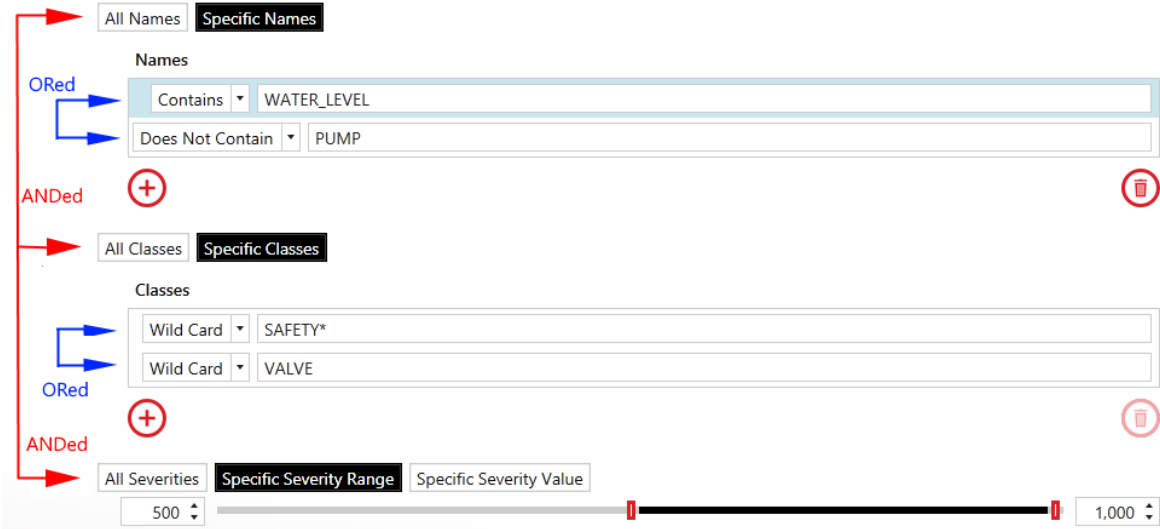 All Names Specific Names
Names
ORed
Contains WATER_LEVEL
Does Not Contain PUMP
ANDed
All Classes Specific Classes
Classes
Wild Card SAFETY*
Wild Card VALVE
ORed
ANDed
All Severities Specific Severity Range Specific Severity Value
500 1,000